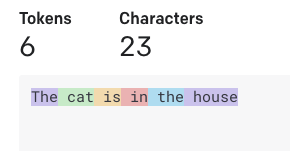 Tokens Characters
6 23
The cat is in the house